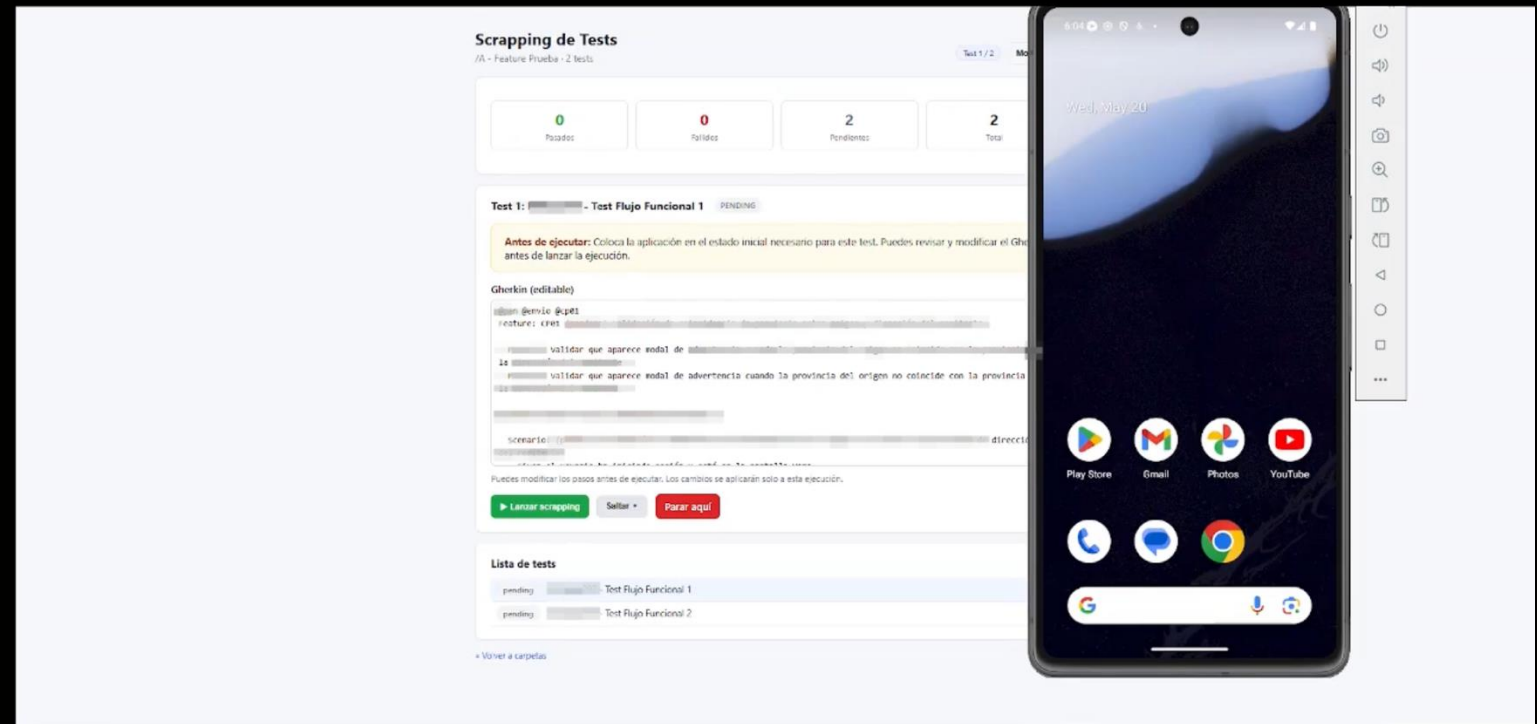 Scrapping de Tests
/A - Feature Prueba - 2 tests
Test 1 / 2
Mo
0
Pasados
0
Fallidos
2
Pendientes
2
Total
Test 1: - Test Flujo Funcional 1 PENDING
Antes de ejecutar: Coloca la aplicación en el estado inicial necesario para este test. Puedes revisar y modificar el Ghe
antes de lanzar la ejecución.
Gherkin (editable)
@envio @cp01
Feature: CP01
validar que aparece modal de
la
validar que aparece modal de advertencia cuando la provincia del origen no coincide con la provincia
Scenario: direcci
Puedes modificar los pasos antes de ejecutar. Los cambios se aplicarán solo a esta ejecución.
▶ Lanzar scrapping
Saltar
Parar aquí
Lista de tests
pending - Test Flujo Funcional 1
pending Test Flujo Funcional 2
« Volver a carpetas
6:04
Wed, May 20
Play Store
Gmail
Photos
YouTube